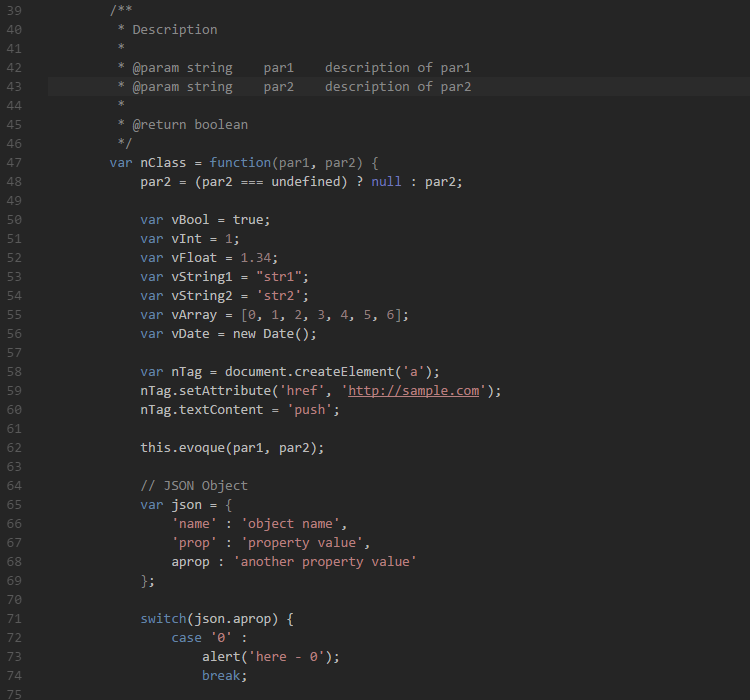 39 /**
40 * Description
41 *
42 * @param string    par1    description of par1
43 * @param string    par2    description of par2
44 *
45 * @return boolean
46 */
47 var nClass = function(par1, par2) {
48 par2 = (par2 === undefined) ? null : par2;
49
50 var vBool = true;
51 var vInt = 1;
52 var vFloat = 1.34;
53 var vString1 = "str1";
54 var vString2 = 'str2';
55 var vArray = [0, 1, 2, 3, 4, 5, 6];
56 var vDate = new Date();
57
58 var nTag = document.createElement('a');
59 nTag.setAttribute('href', 'http://sample.com');
60 nTag.textContent = 'push';
61
62 this.evoque(par1, par2);
63
64 // JSON Object
65 var json = {
66 'name' : 'object name',
67 'prop' : 'property value',
68 aprop : 'another property value'
69 };
70
71 switch(json.aprop) {
72 case '0' :
73 alert('here - 0');
74 break;
75